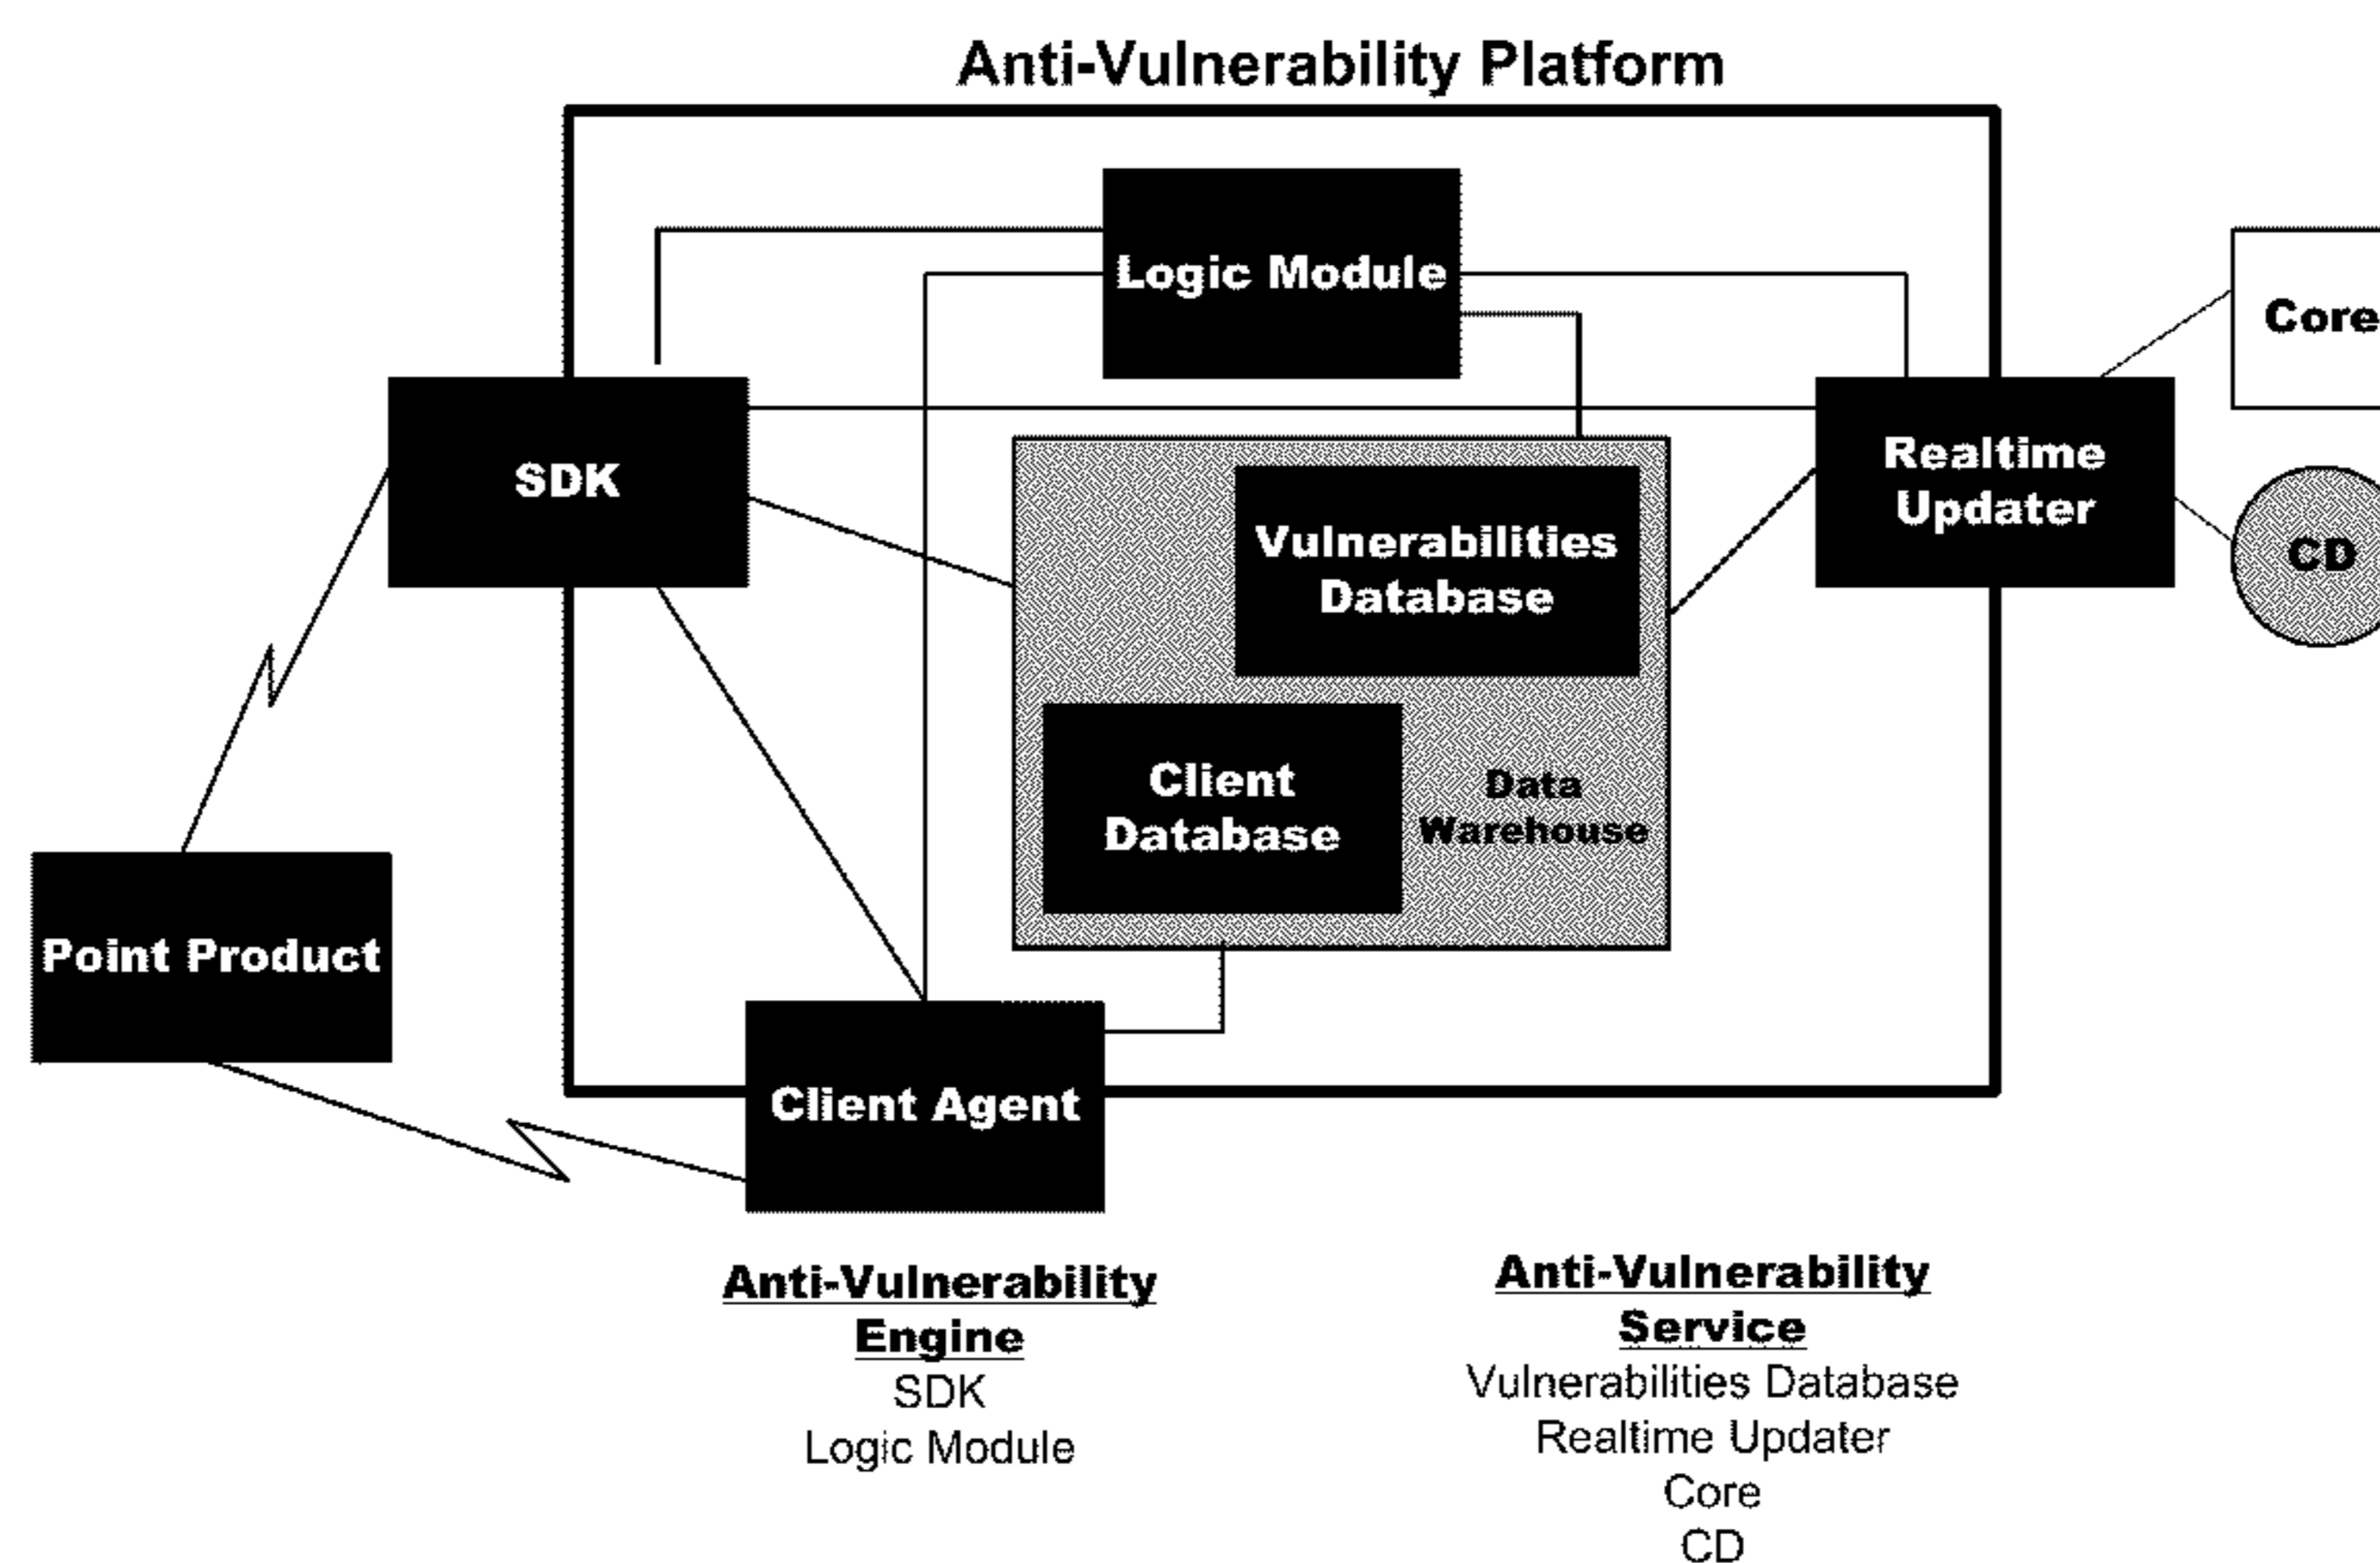 Anti-Vulnerability Platform
Logic Module
Core
SDK
Realtime
Updater
CD
Vulnerabilities
Database
Client
Database
Data
Warehouse
Point Product
Client Agent
Anti-Vulnerability
Engine
SDK
Logic Module
Anti-Vulnerability
Service
Vulnerabilities Database
Realtime Updater
Core
CD